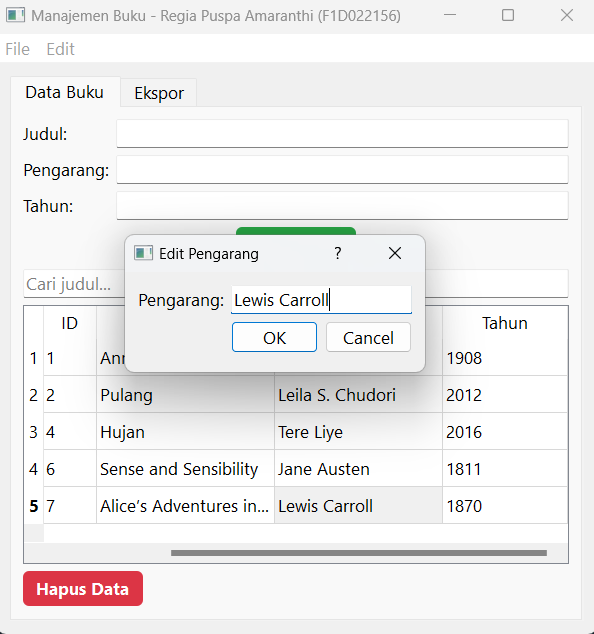 Manajemen Buku - Regia Puspa Amaranthi (F1D022156)
File Edit
Data Buku Ekspor
Judul:
Pengarang:
Tahun:
Edit Pengarang ?
Cari judul...
Pengarang: Lewis Carroll
OK Cancel
ID Tahun
1 1 1908
2 2 Pulang Leila S. Chudori 2012
3 4 Hujan Tere Liye 2016
4 6 Sense and Sensibility Jane Austen 1811
5 7 Alice's Adventures in... Lewis Carroll 1870
Hapus Data